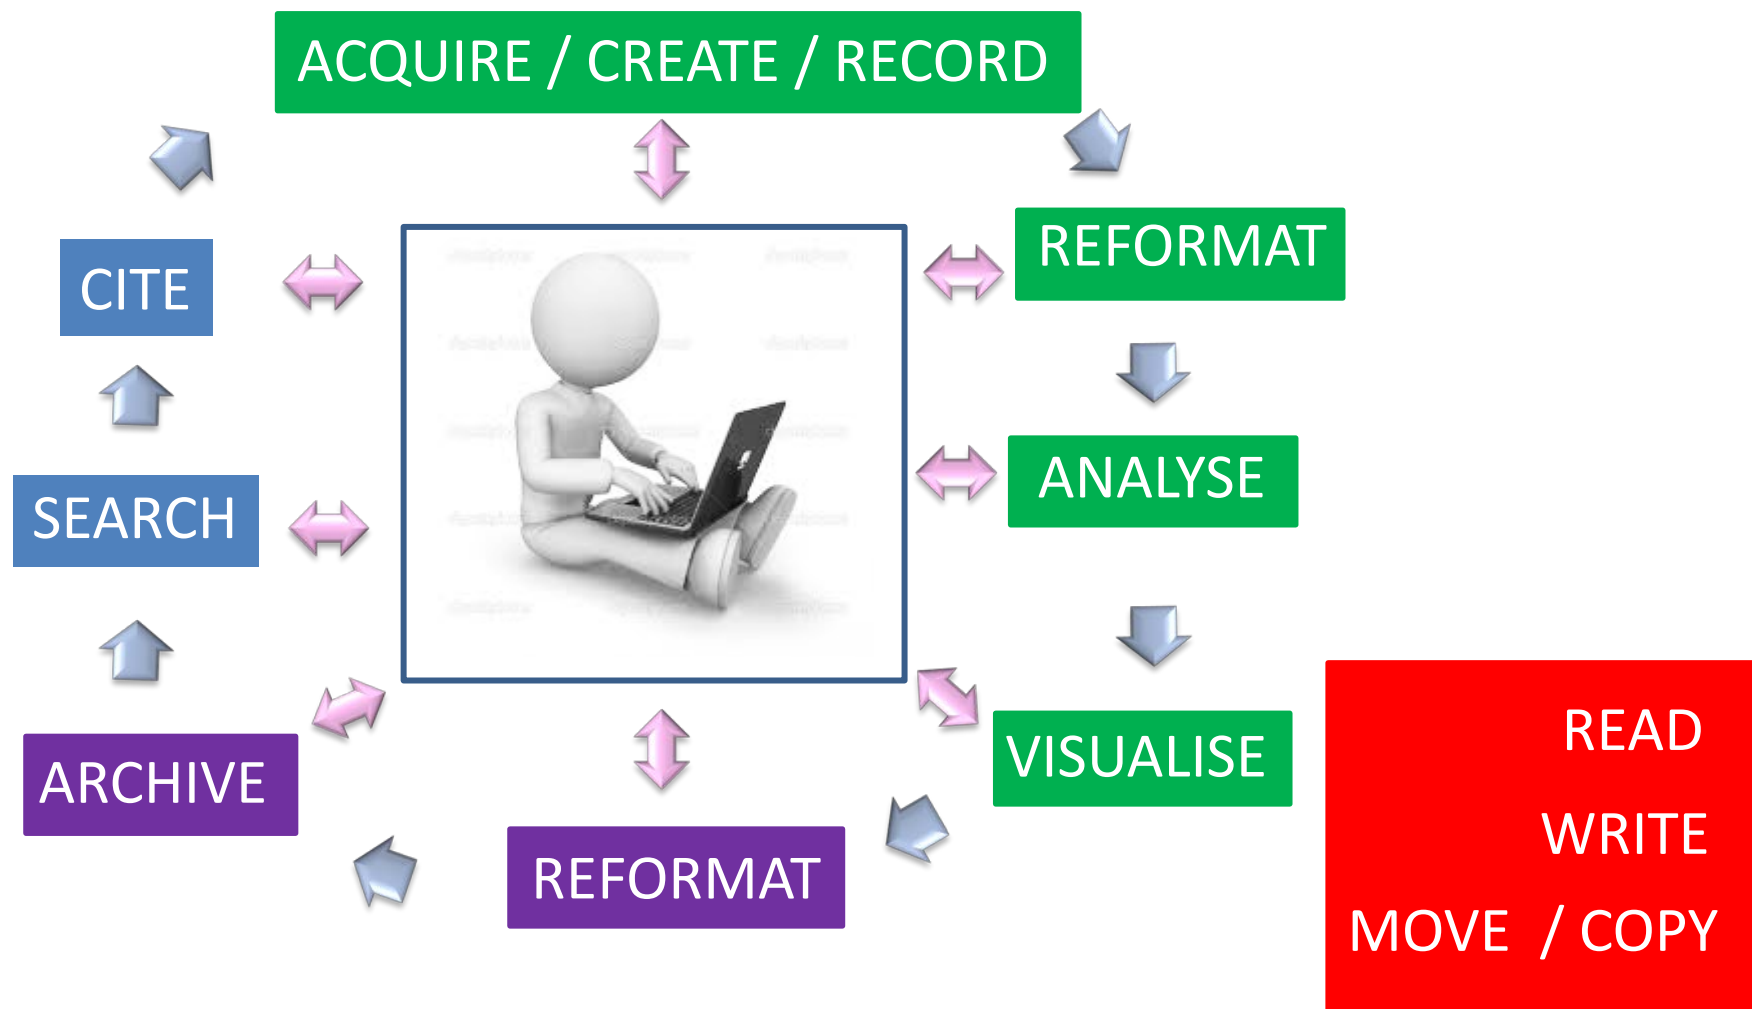 ACQUIRE / CREATE / RECORD
REFORMAT
CITE
ANALYSE
SEARCH
VISUALISE
ARCHIVE
REFORMAT
READ
WRITE
MOVE / COPY